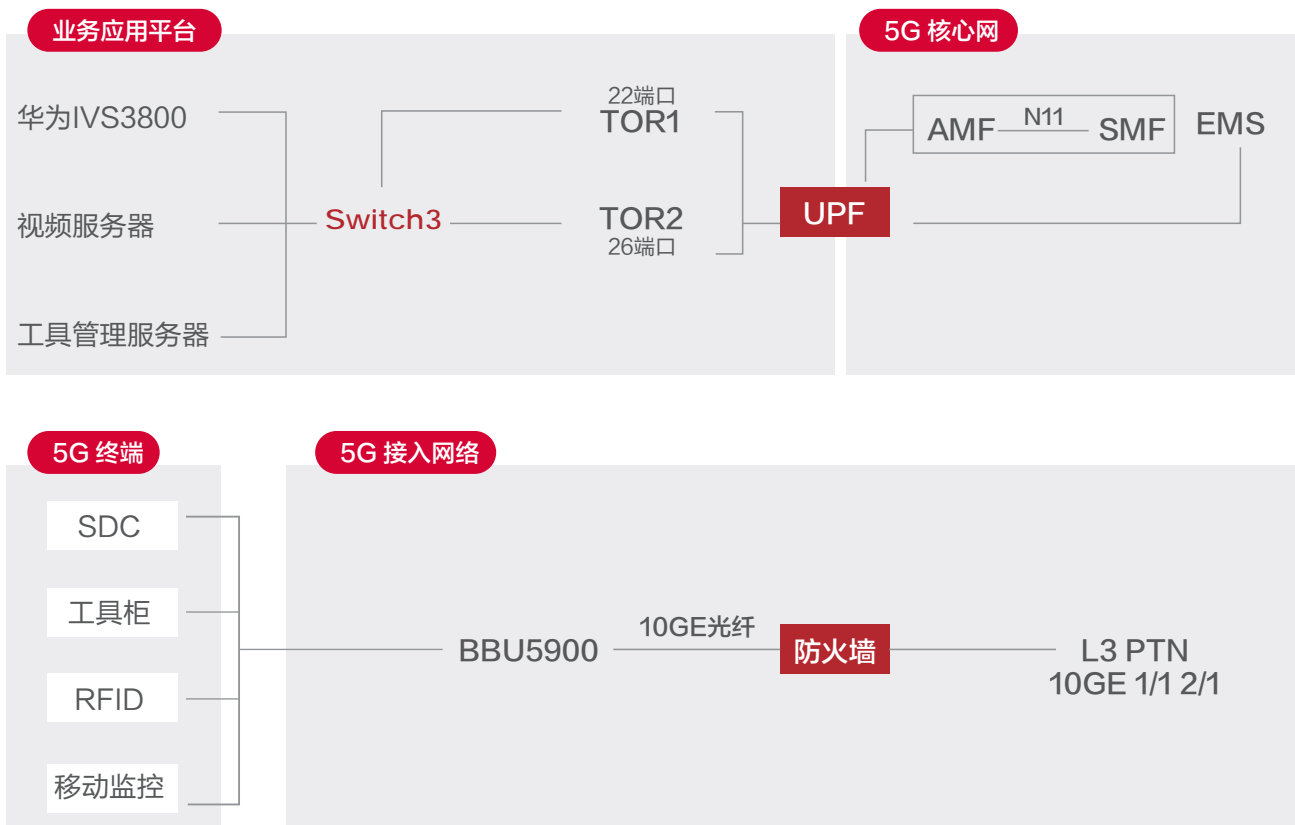 业务应用平台
华为IVS3800
视频服务器
工具管理服务器
Switch3
22端口
TOR1
TOR2
26端口
UPF
5G 核心网
AMF
N11
SMF
EMS
5G 终端
SDC
工具柜
RFID
移动监控
5G 接入网络
BBU5900
10GE光纤
防火墙
L3 PTN
10GE 1/1 2/1